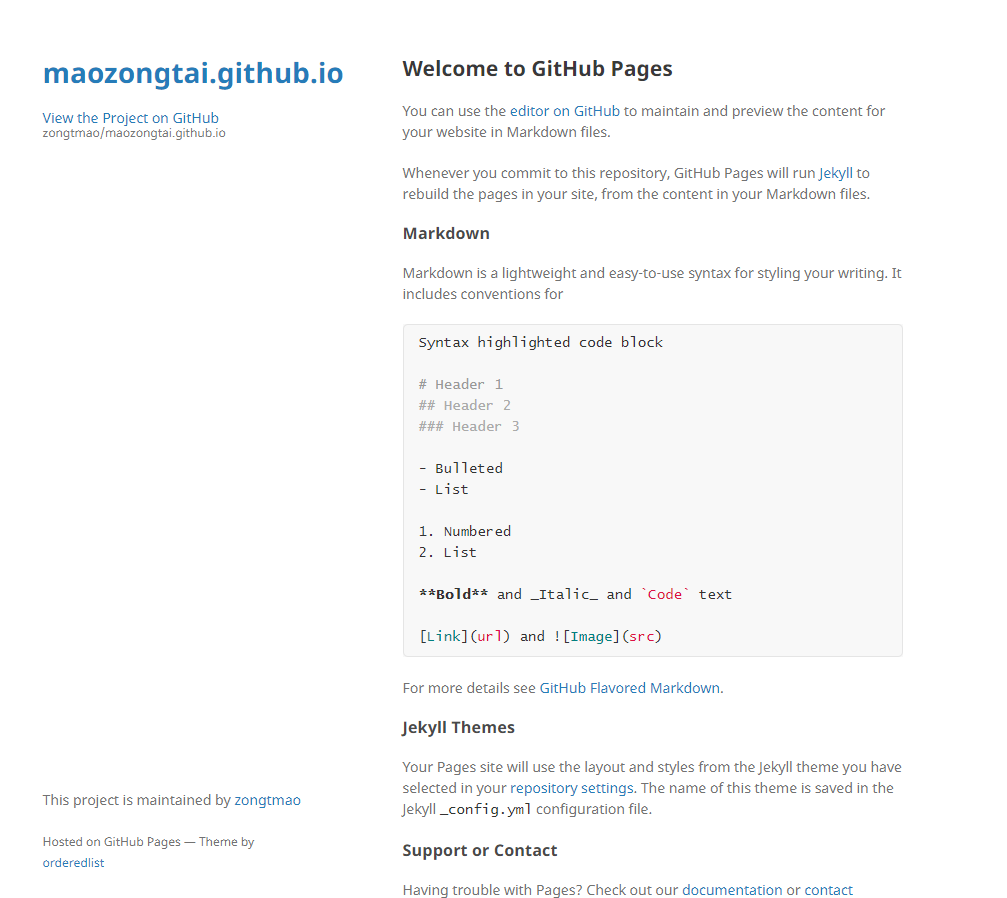 maozongtai.github.io
View the Project on GitHub
zongtmao/maozongtai.github.io
This project is maintained by zongtmao
Hosted on GitHub Pages — Theme by
orderedlist
Welcome to GitHub Pages
You can use the editor on GitHub to maintain and preview the content for
your website in Markdown files.
Whenever you commit to this repository, GitHub Pages will run Jekyll to
rebuild the pages in your site, from the content in your Markdown files.
Markdown
Markdown is a lightweight and easy-to-use syntax for styling your writing. It
includes conventions for
Syntax highlighted code block
# Header 1
## Header 2
### Header 3
- Bulleted
- List
1. Numbered
2. List
**Bold** and _Italic_ and `Code` text
[Link](url) and ![Image](src)
For more details see GitHub Flavored Markdown.
Jekyll Themes
Your Pages site will use the layout and styles from the Jekyll theme you have
selected in your repository settings. The name of this theme is saved in the
Jekyll _config.yml configuration file.
Support or Contact
Having trouble with Pages? Check out our documentation or contact